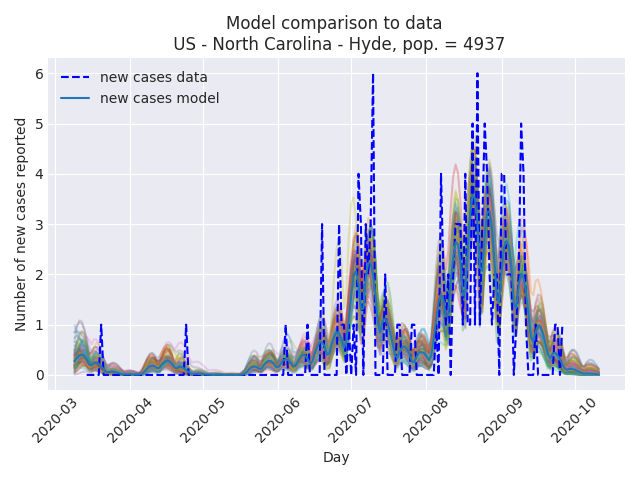 Model comparison to data
US - North Carolina - Hyde, pop. = 4937
new cases data
new cases model
Number of new cases reported
6
5
4
3
2
1
0
2020-03
2020-04
2020-05
2020-06
2020-07
2020-08
2020-09
2020-10
Day